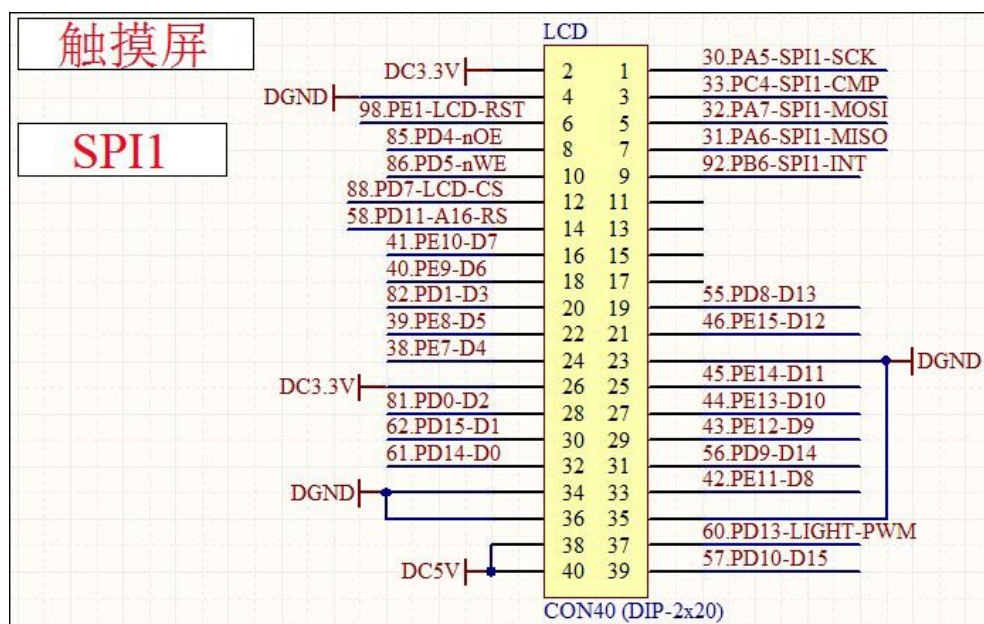 触摸屏
SPI1
LCD
DC3.3V 2 1 30.PA5-SPI1-SCK
DGND 4 3 33.PC4-SPI1-CMP
98.PE1-LCD-RST 6 5 32.PA7-SPI1-MOSI
85.PD4-nOE 8 7 31.PA6-SPI1-MISO
86.PD5-nWE 10 9 92.PB6-SPI1-INT
88.PD7-LCD-CS 12 11
58.PD11-A16-RS 14 13
41.PE10-D7 16 15
40.PE9-D6 18 17
82.PD1-D3 20 19 55.PD8-D13
39.PE8-D5 22 21 46.PE15-D12
38.PE7-D4 24 23 DGND
DC3.3V 26 25 45.PE14-D11
81.PD0-D2 28 27 44.PE13-D10
62.PD15-D1 30 29 43.PE12-D9
61.PD14-D0 32 31 56.PD9-D14
DGND 34 33 42.PE11-D8
36 35
38 37 60.PD13-LIGHT-PWM
DC5V 40 39 57.PD10-D15
CON40 (DIP-2x20)